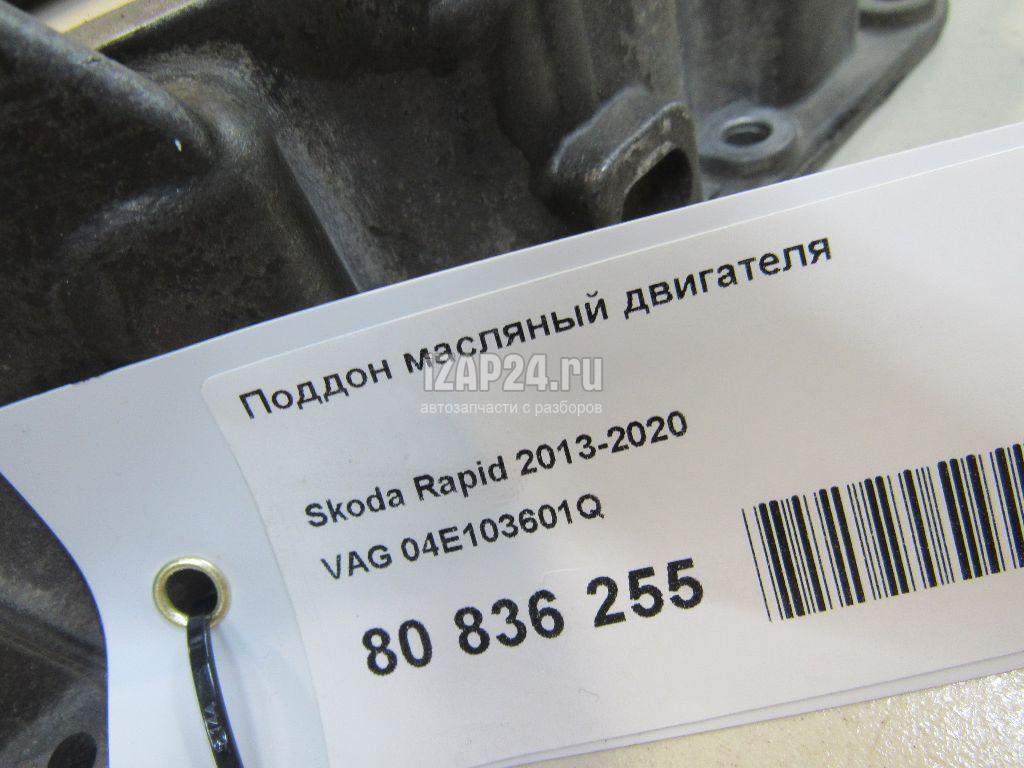 Поддон масляный двигателя
IZAP24.ru
автозапчасти с разборов
Skoda Rapid 2013-2020
VAG 04E103601Q
80 836 255